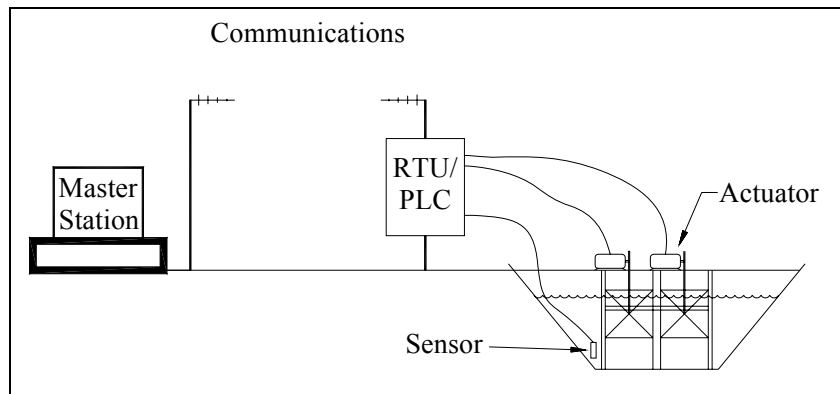 Communications
Master
Station
RTU/
PLC
Actuator
Sensor